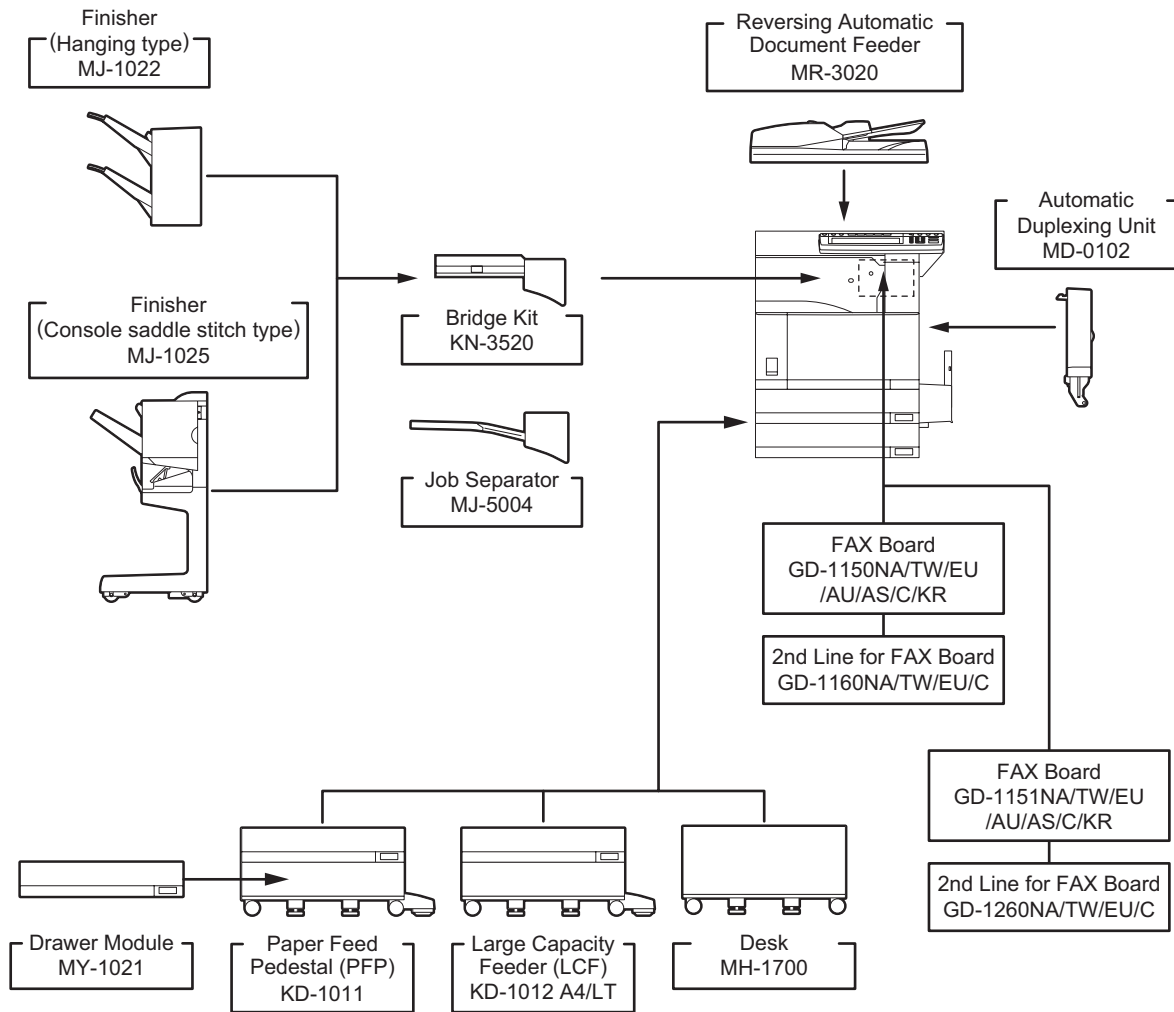 Finisher
(Hanging type)
MJ-1022
Reversing Automatic
Document Feeder
MR-3020
Automatic
Duplexing Unit
MD-0102
Finisher
(Console saddle stitch type)
MJ-1025
Bridge Kit
KN-3520
Job Separator
MJ-5004
FAX Board
GD-1150NA/TW/EU
/AU/AS/C/KR
2nd Line for FAX Board
GD-1160NA/TW/EU/C
FAX Board
GD-1151NA/TW/EU
/AU/AS/C/KR
2nd Line for FAX Board
GD-1260NA/TW/EU/C
Drawer Module
MY-1021
Paper Feed
Pedestal (PFP)
KD-1011
Large Capacity
Feeder (LCF)
KD-1012 A4/LT
Desk
MH-1700